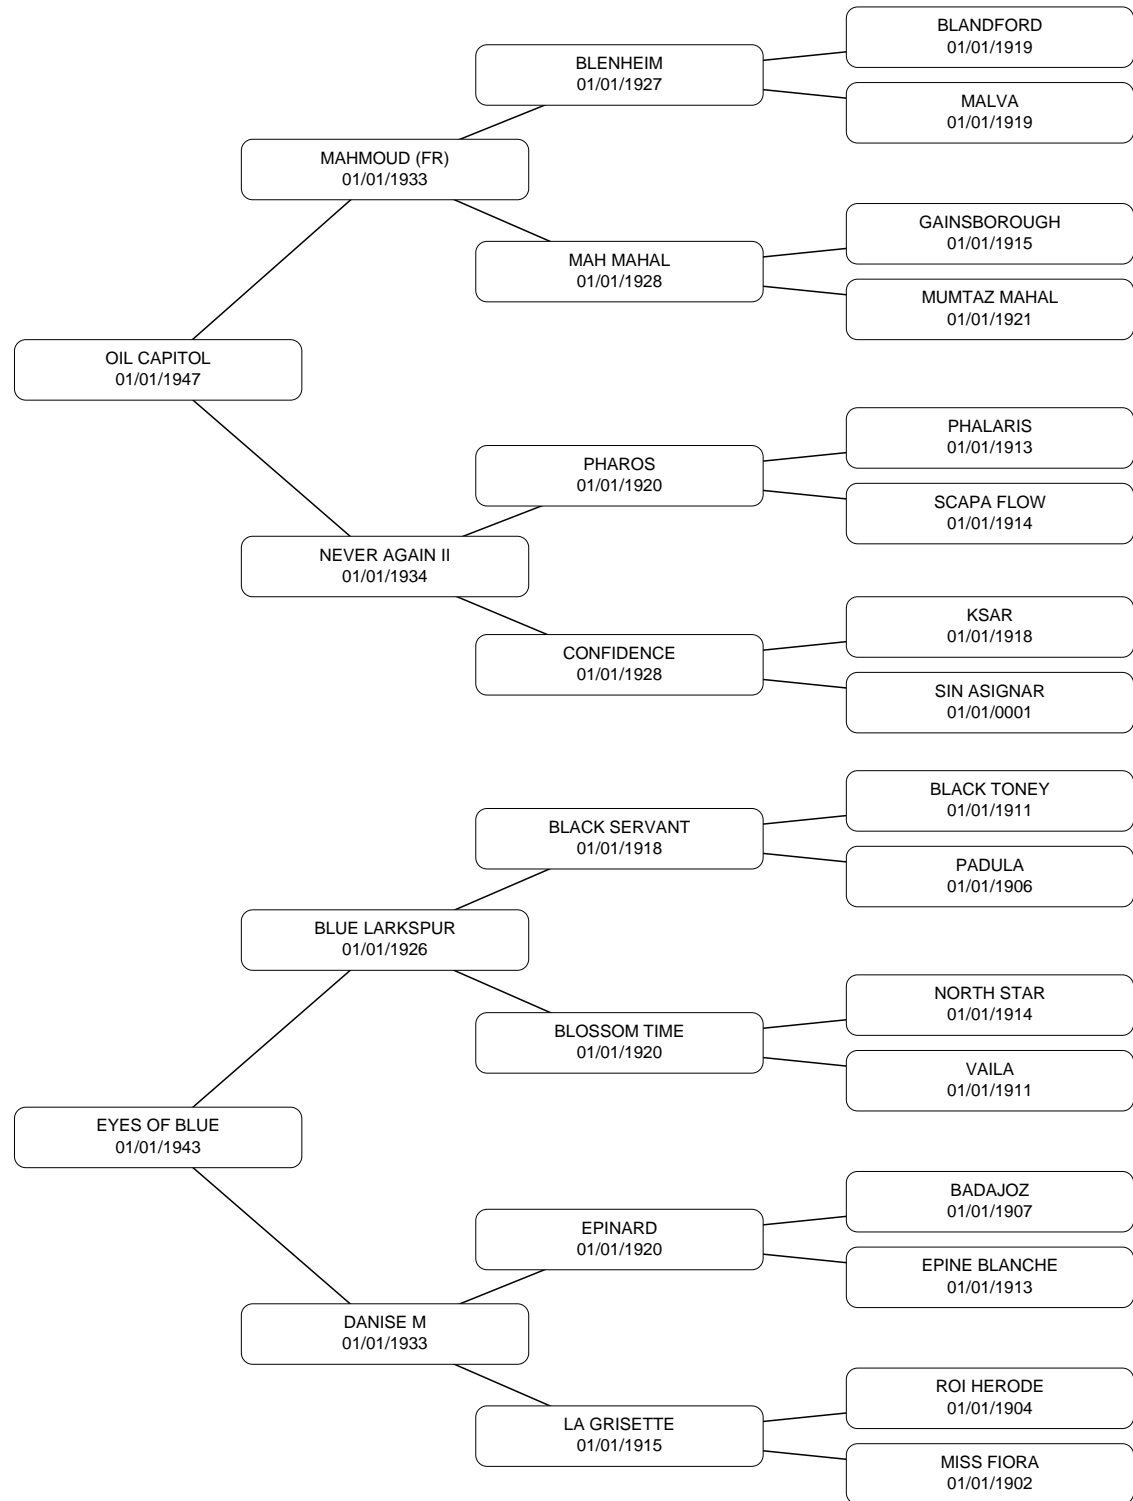 BLANDFORD
01/01/1919
BLENHEIM
01/01/1927
MALVA
01/01/1919
MAHMOUD (FR)
01/01/1933
GAINSBOROUGH
01/01/1915
MAH MAHAL
01/01/1928
MUMTAZ MAHAL
01/01/1921
OIL CAPITOL
01/01/1947
PHALARIS
01/01/1913
PHAROS
01/01/1920
SCAPA FLOW
01/01/1914
NEVER AGAIN II
01/01/1934
KSAR
01/01/1918
CONFIDENCE
01/01/1928
SIN ASIGNAR
01/01/0001
BLACK TONEY
01/01/1911
BLACK SERVANT
01/01/1918
PADULA
01/01/1906
BLUE LARKSPUR
01/01/1926
NORTH STAR
01/01/1914
BLOSSOM TIME
01/01/1920
VAILA
01/01/1911
EYES OF BLUE
01/01/1943
BADAJOZ
01/01/1907
EPINARD
01/01/1920
EPINE BLANCHE
01/01/1913
DANISE M
01/01/1933
ROI HERODE
01/01/1904
LA GRISETTE
01/01/1915
MISS FIORA
01/01/1902